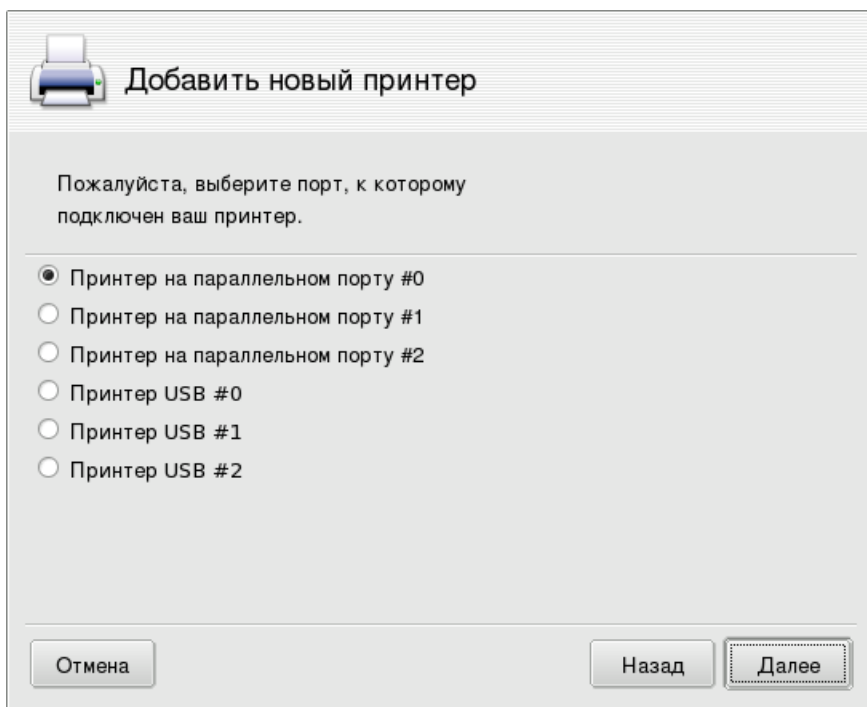 Добавить новый принтер
Пожалуйста, выберите порт, к которому
подключен ваш принтер.
Принтер на параллельном порту #0
Принтер на параллельном порту #1
Принтер на параллельном порту #2
Принтер USB #0
Принтер USB #1
Принтер USB #2
Отмена
Назад
Далее